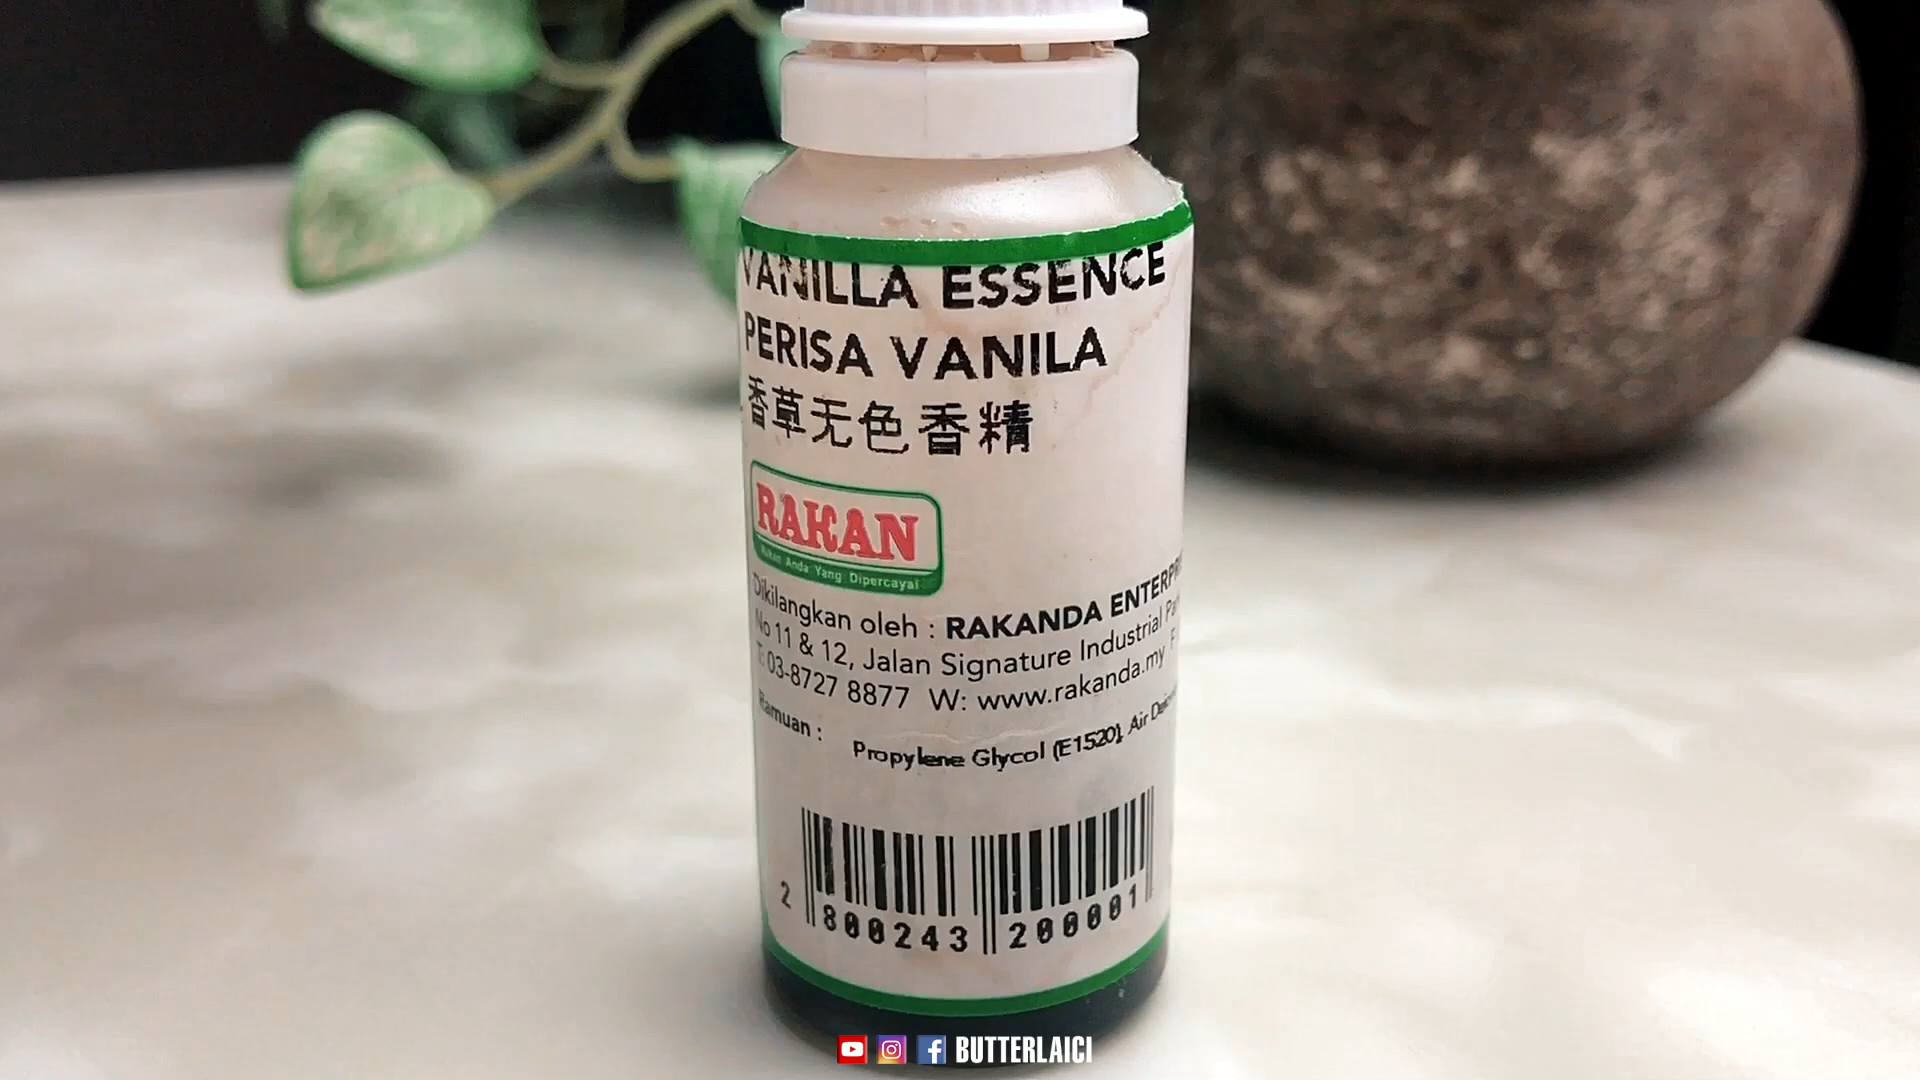 VANILLA ESSENCE
PERISA VANILA
香草无色香精
RAKAN
Rakan Anda Yang Dipercayai
Dikilangkan oleh : RAKANDA
No 11 & 12, Jalan Signature Industrial
T: 03-8727 8877 W: www.rakanda.my F
Ramuan :
Propylene Glycol (E1520), Air
2 800243 200001
BUTTERLAICI